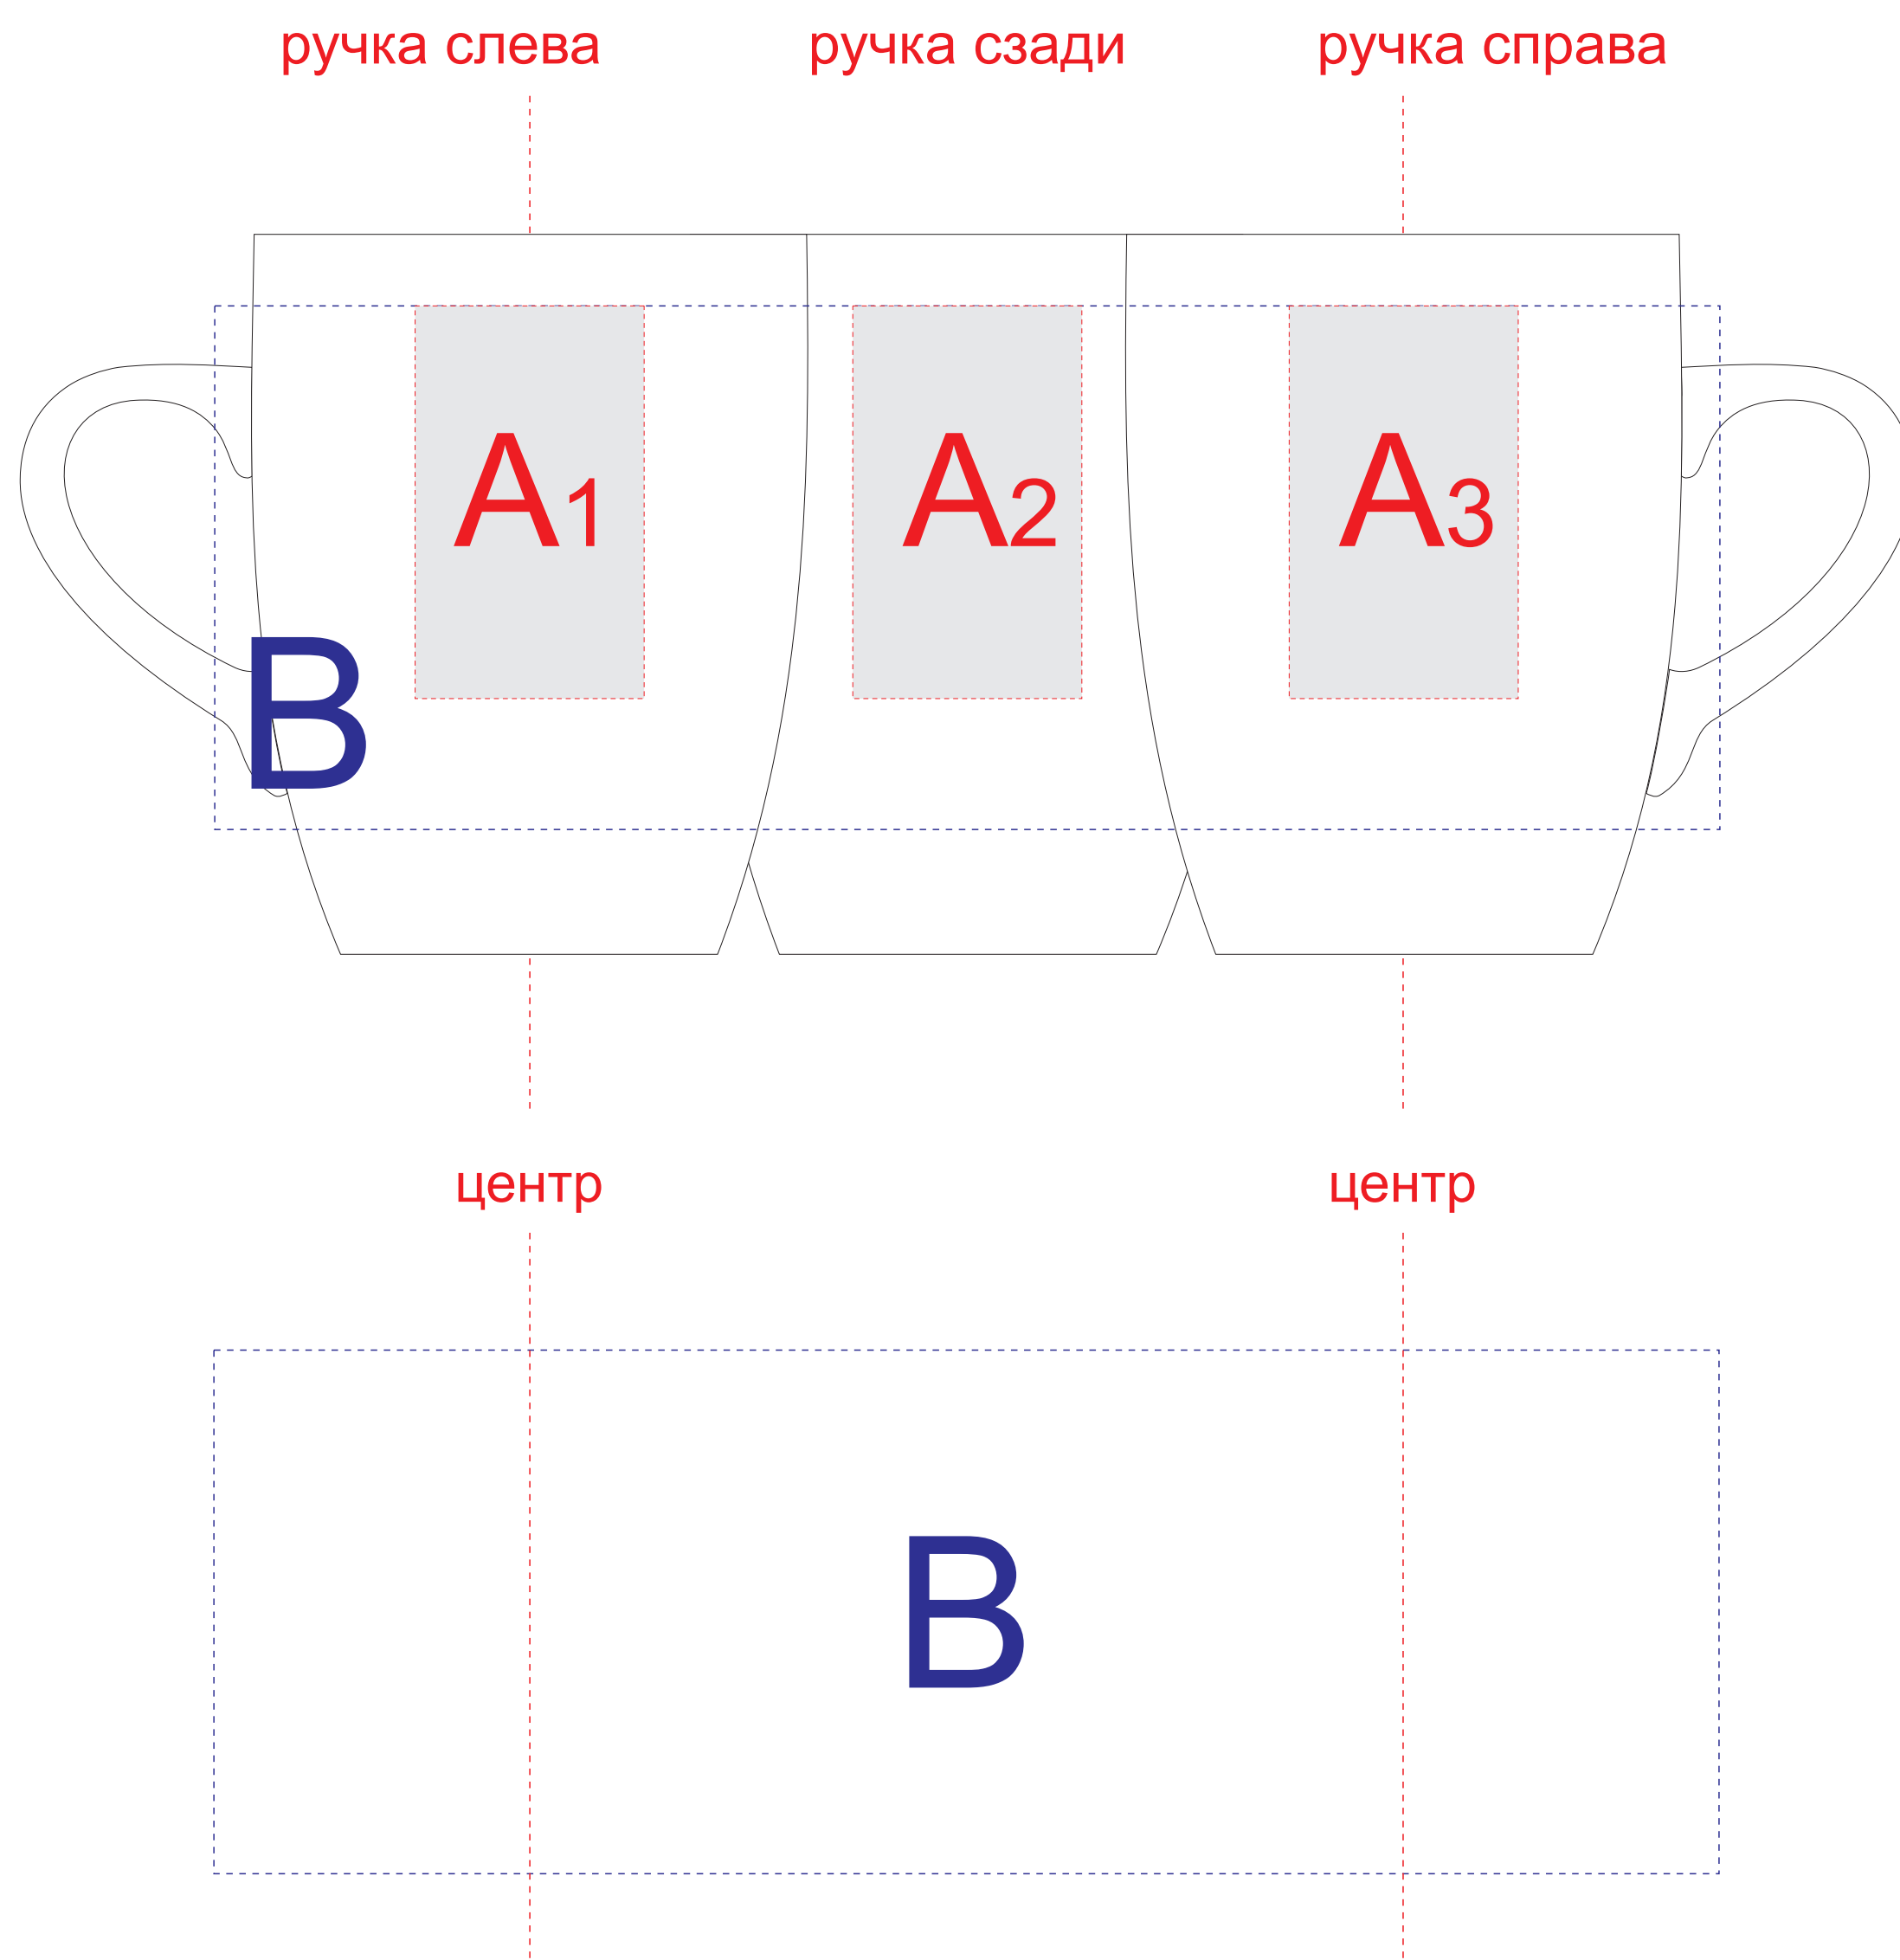 ручка слева ручка сзади ручка справа
A1 A2 A3
B
центр центр
B